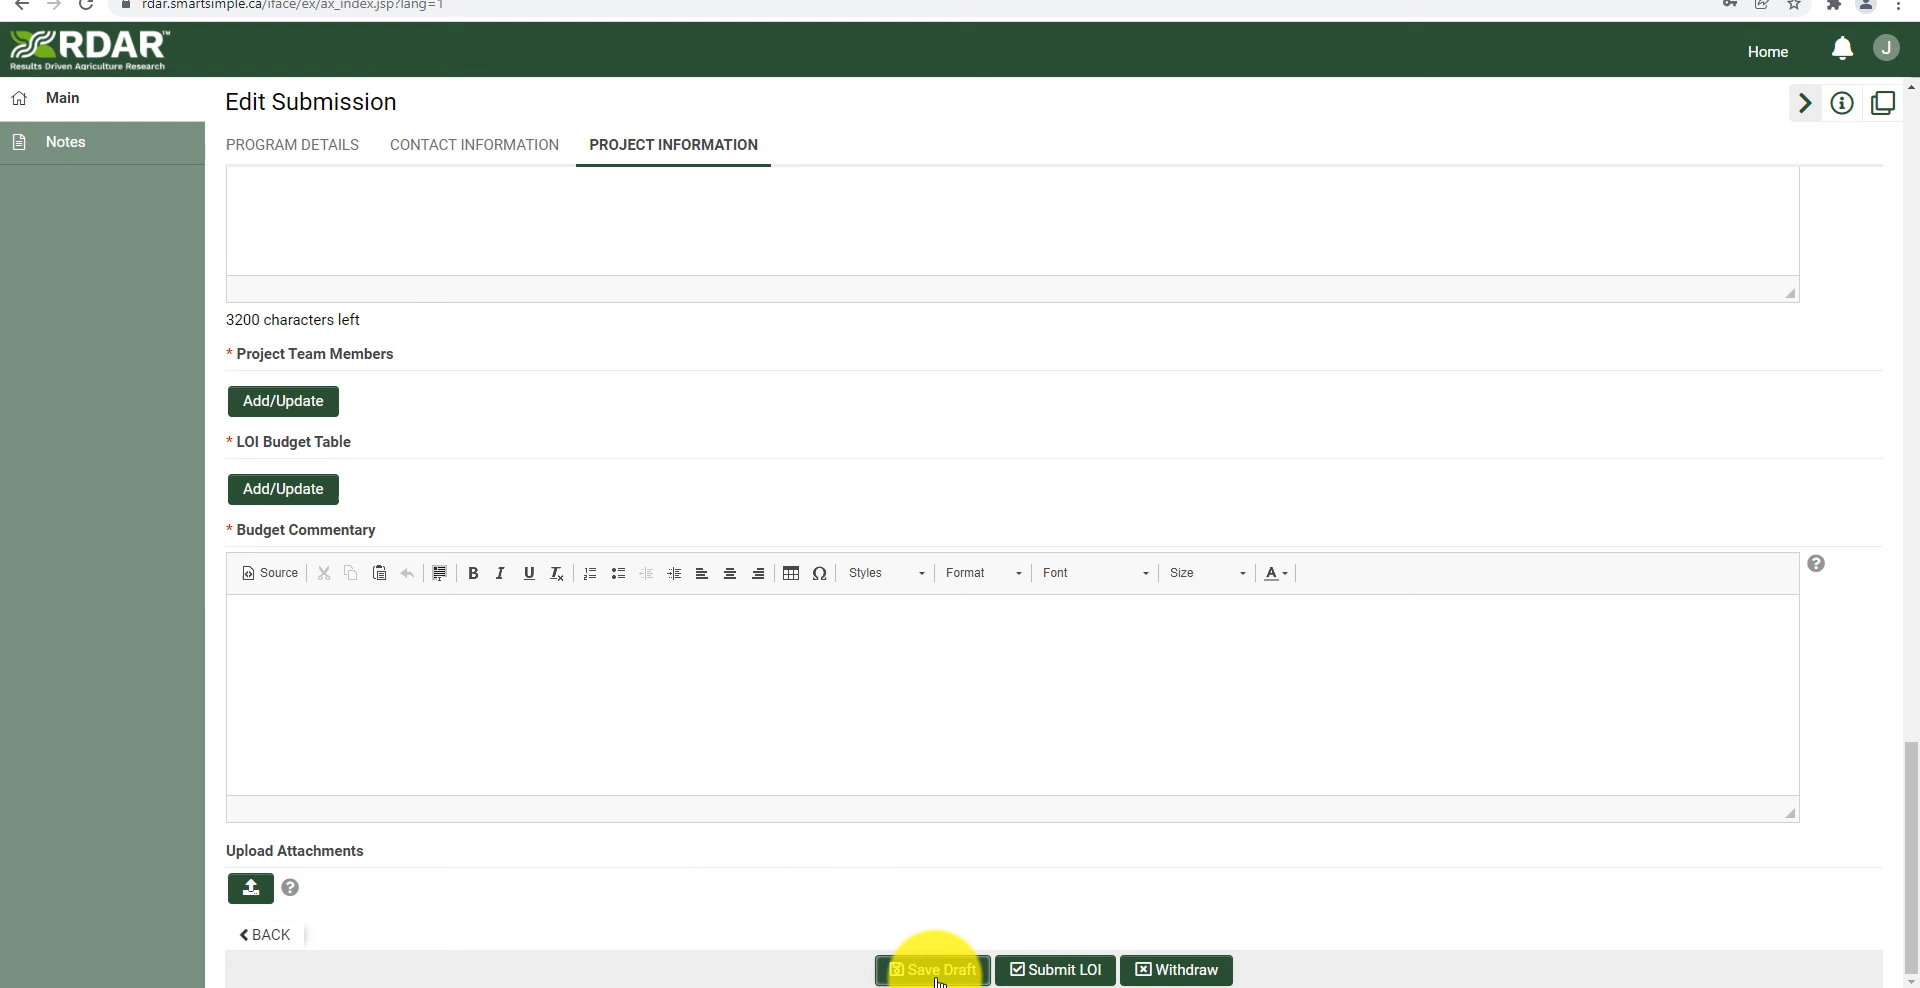 rdar.smartsimple.ca/iface/ex/ax_index.jsp?lang=1
RDAR™
Results Driven Agriculture Research
Home
J
Main
Notes
Edit Submission
PROGRAM DETAILS CONTACT INFORMATION PROJECT INFORMATION
3200 characters left
* Project Team Members
Add/Update
* LOI Budget Table
Add/Update
* Budget Commentary
Source B I U Tx Ω Styles Format Font Size A
Upload Attachments
BACK
Save Draft Submit LOI Withdraw